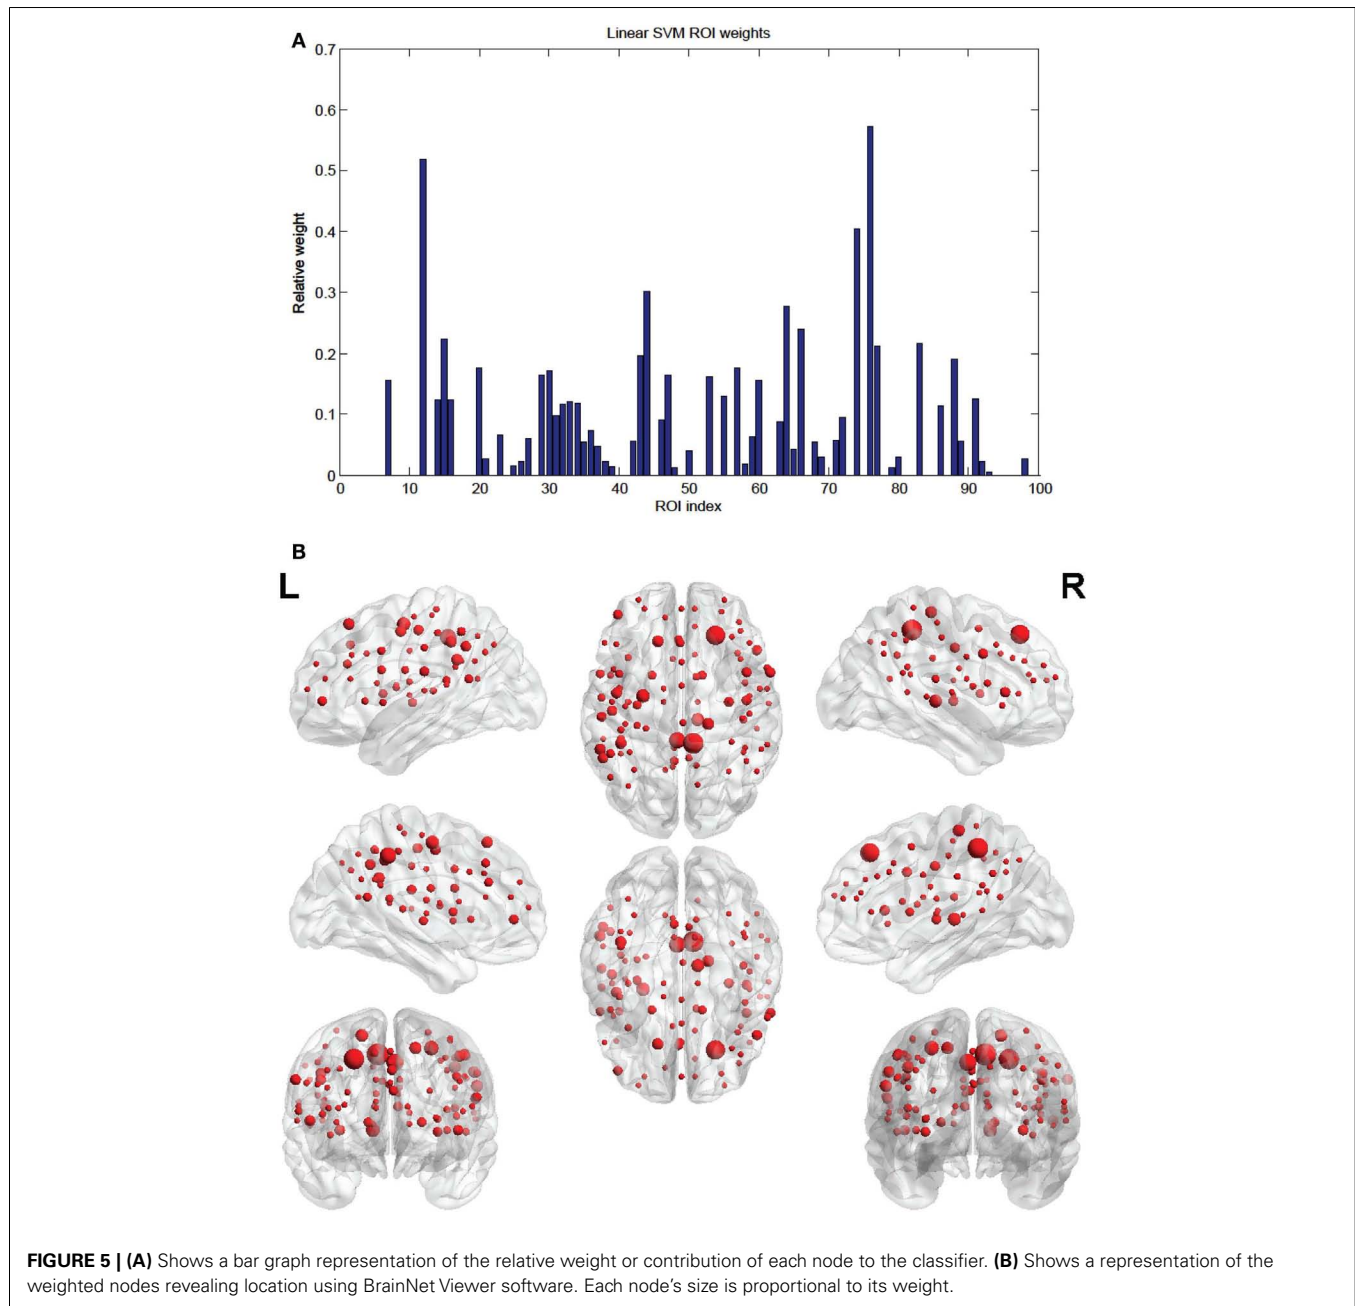 A
Linear SVM ROI weights
0.7
0.6
0.5
0.4
0.3
0.2
0.1
0
Relative weight
0 10 20 30 40 50 60 70 80 90 100
ROI index
B
L R
FIGURE 5 | (A) Shows a bar graph representation of the relative weight or contribution of each node to the classifier. (B) Shows a representation of the
weighted nodes revealing location using BrainNet Viewer software. Each node's size is proportional to its weight.